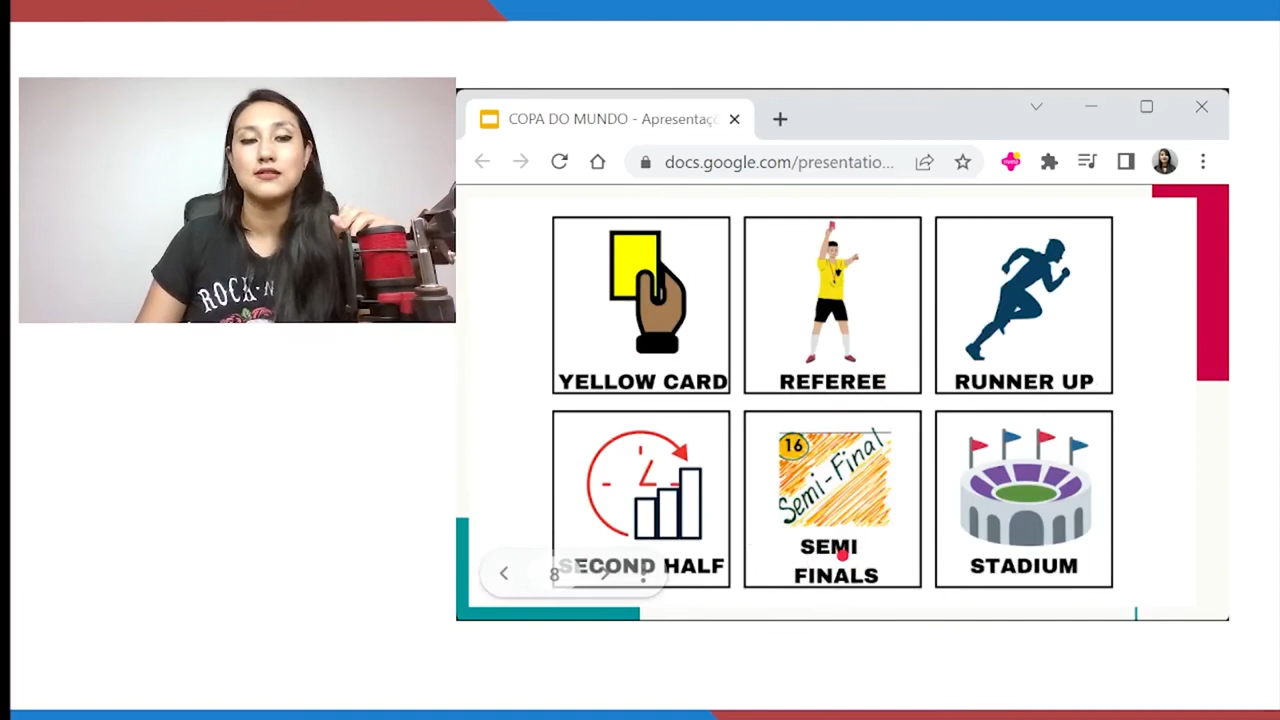 COPA DO MUNDO - Apresentaç
docs.google.com/presentatio...
ROCK·N
YELLOW CARD
REFEREE
RUNNER UP
16
Semi-Final
SECOND HALF
SEMI
FINALS
STADIUM
8